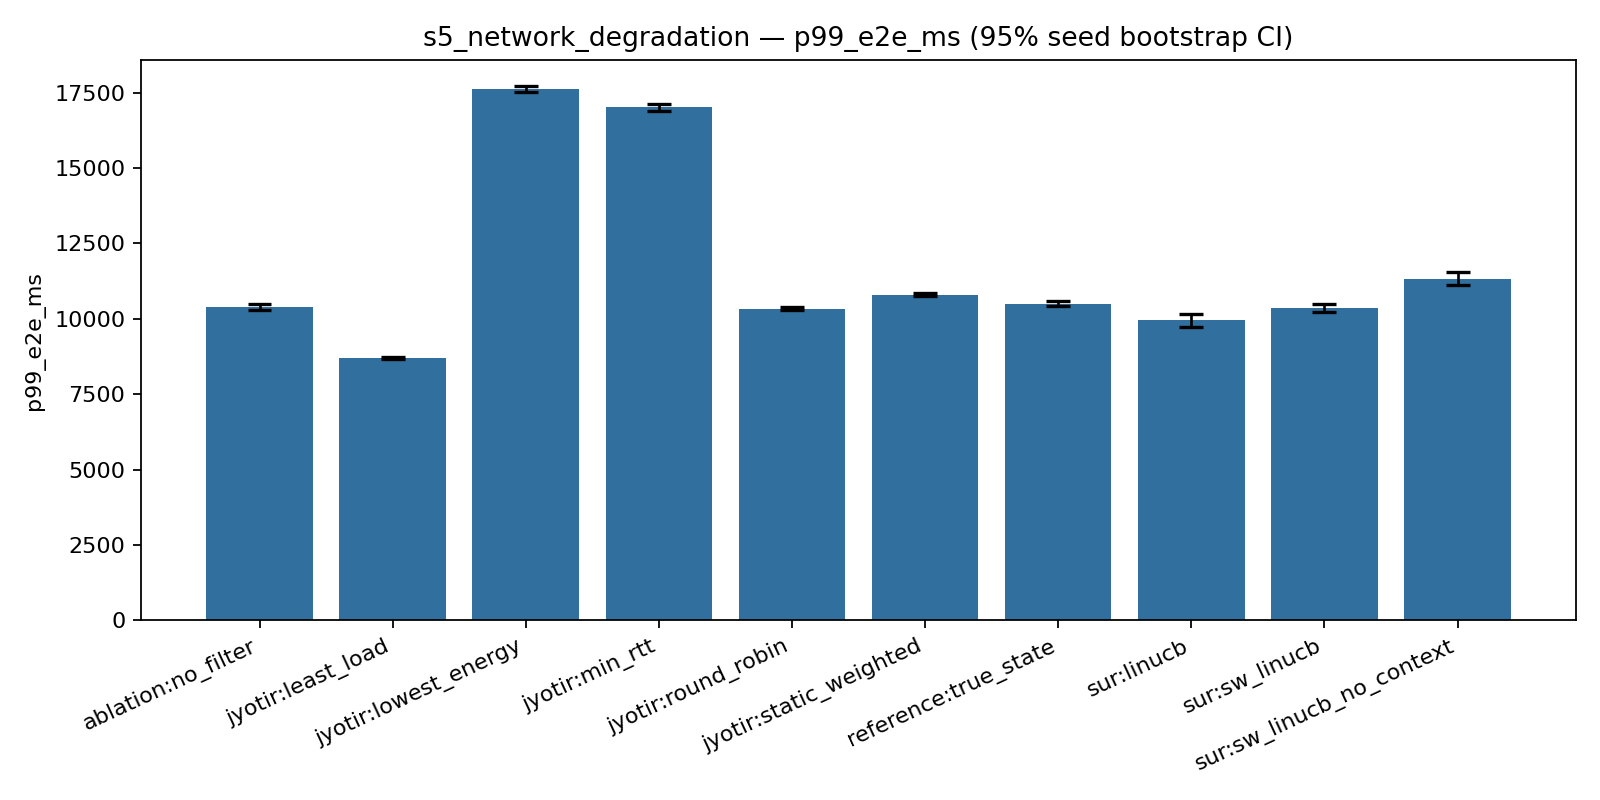 s5_network_degradation — p99_e2e_ms (95% seed bootstrap CI)
p99_e2e_ms
17500
15000
12500
10000
7500
5000
2500
0
ablation:no_filter
jyotir:least_load
jyotir:lowest_energy
jyotir:min_rtt
jyotir:round_robin
jyotir:static_weighted
reference:true_state
sur:linucb
sur:sw_linucb
sur:sw_linucb_no_context